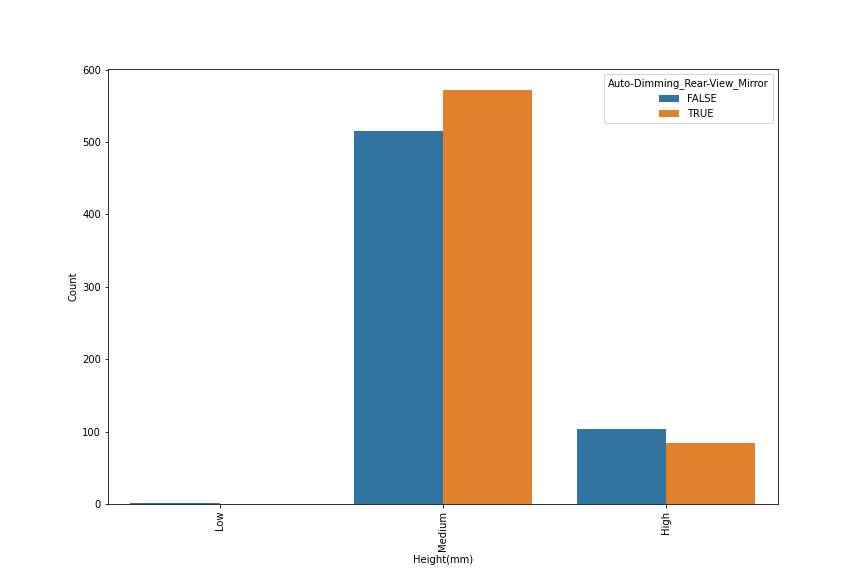 600
500
400
300
200
100
0
Count
Auto-Dimming_Rear-View_Mirror
FALSE
TRUE
Low
Medium
High
Height(mm)